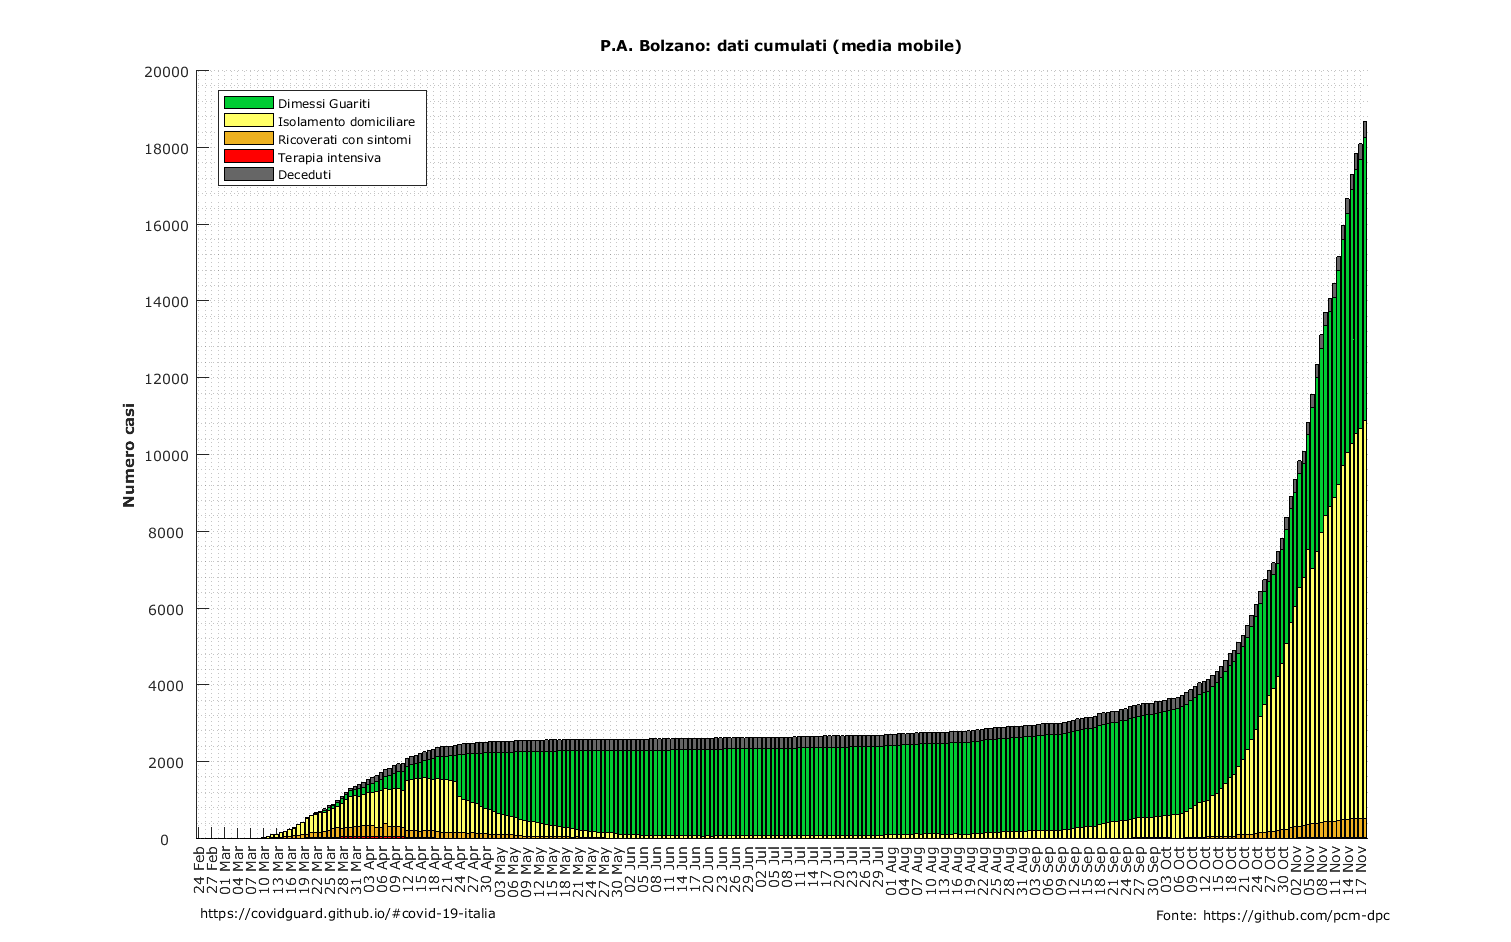 P.A. Bolzano: dati cumulati (media mobile)
20000
18000
16000
14000
12000
10000
8000
6000
4000
2000
0
Numero casi
Dimessi Guariti
Isolamento domiciliare
Ricoverati con sintomi
Terapia intensiva
Deceduti
24 Feb
27 Feb
01 Mar
04 Mar
07 Mar
10 Mar
13 Mar
16 Mar
19 Mar
22 Mar
25 Mar
28 Mar
31 Mar
03 Apr
06 Apr
09 Apr
12 Apr
15 Apr
18 Apr
21 Apr
24 Apr
27 Apr
30 Apr
03 May
06 May
09 May
12 May
15 May
18 May
21 May
24 May
27 May
30 May
02 Jun
05 Jun
08 Jun
11 Jun
14 Jun
17 Jun
20 Jun
23 Jun
26 Jun
29 Jun
02 Jul
05 Jul
08 Jul
11 Jul
14 Jul
17 Jul
20 Jul
23 Jul
26 Jul
29 Jul
01 Aug
04 Aug
07 Aug
10 Aug
13 Aug
16 Aug
19 Aug
22 Aug
25 Aug
28 Aug
31 Aug
03 Sep
06 Sep
09 Sep
12 Sep
15 Sep
18 Sep
21 Sep
24 Sep
27 Sep
30 Sep
03 Oct
06 Oct
09 Oct
12 Oct
15 Oct
18 Oct
21 Oct
24 Oct
27 Oct
30 Oct
02 Nov
05 Nov
08 Nov
11 Nov
14 Nov
17 Nov
https://covidguard.github.io/#covid-19-italia
Fonte: https://github.com/pcm-dpc